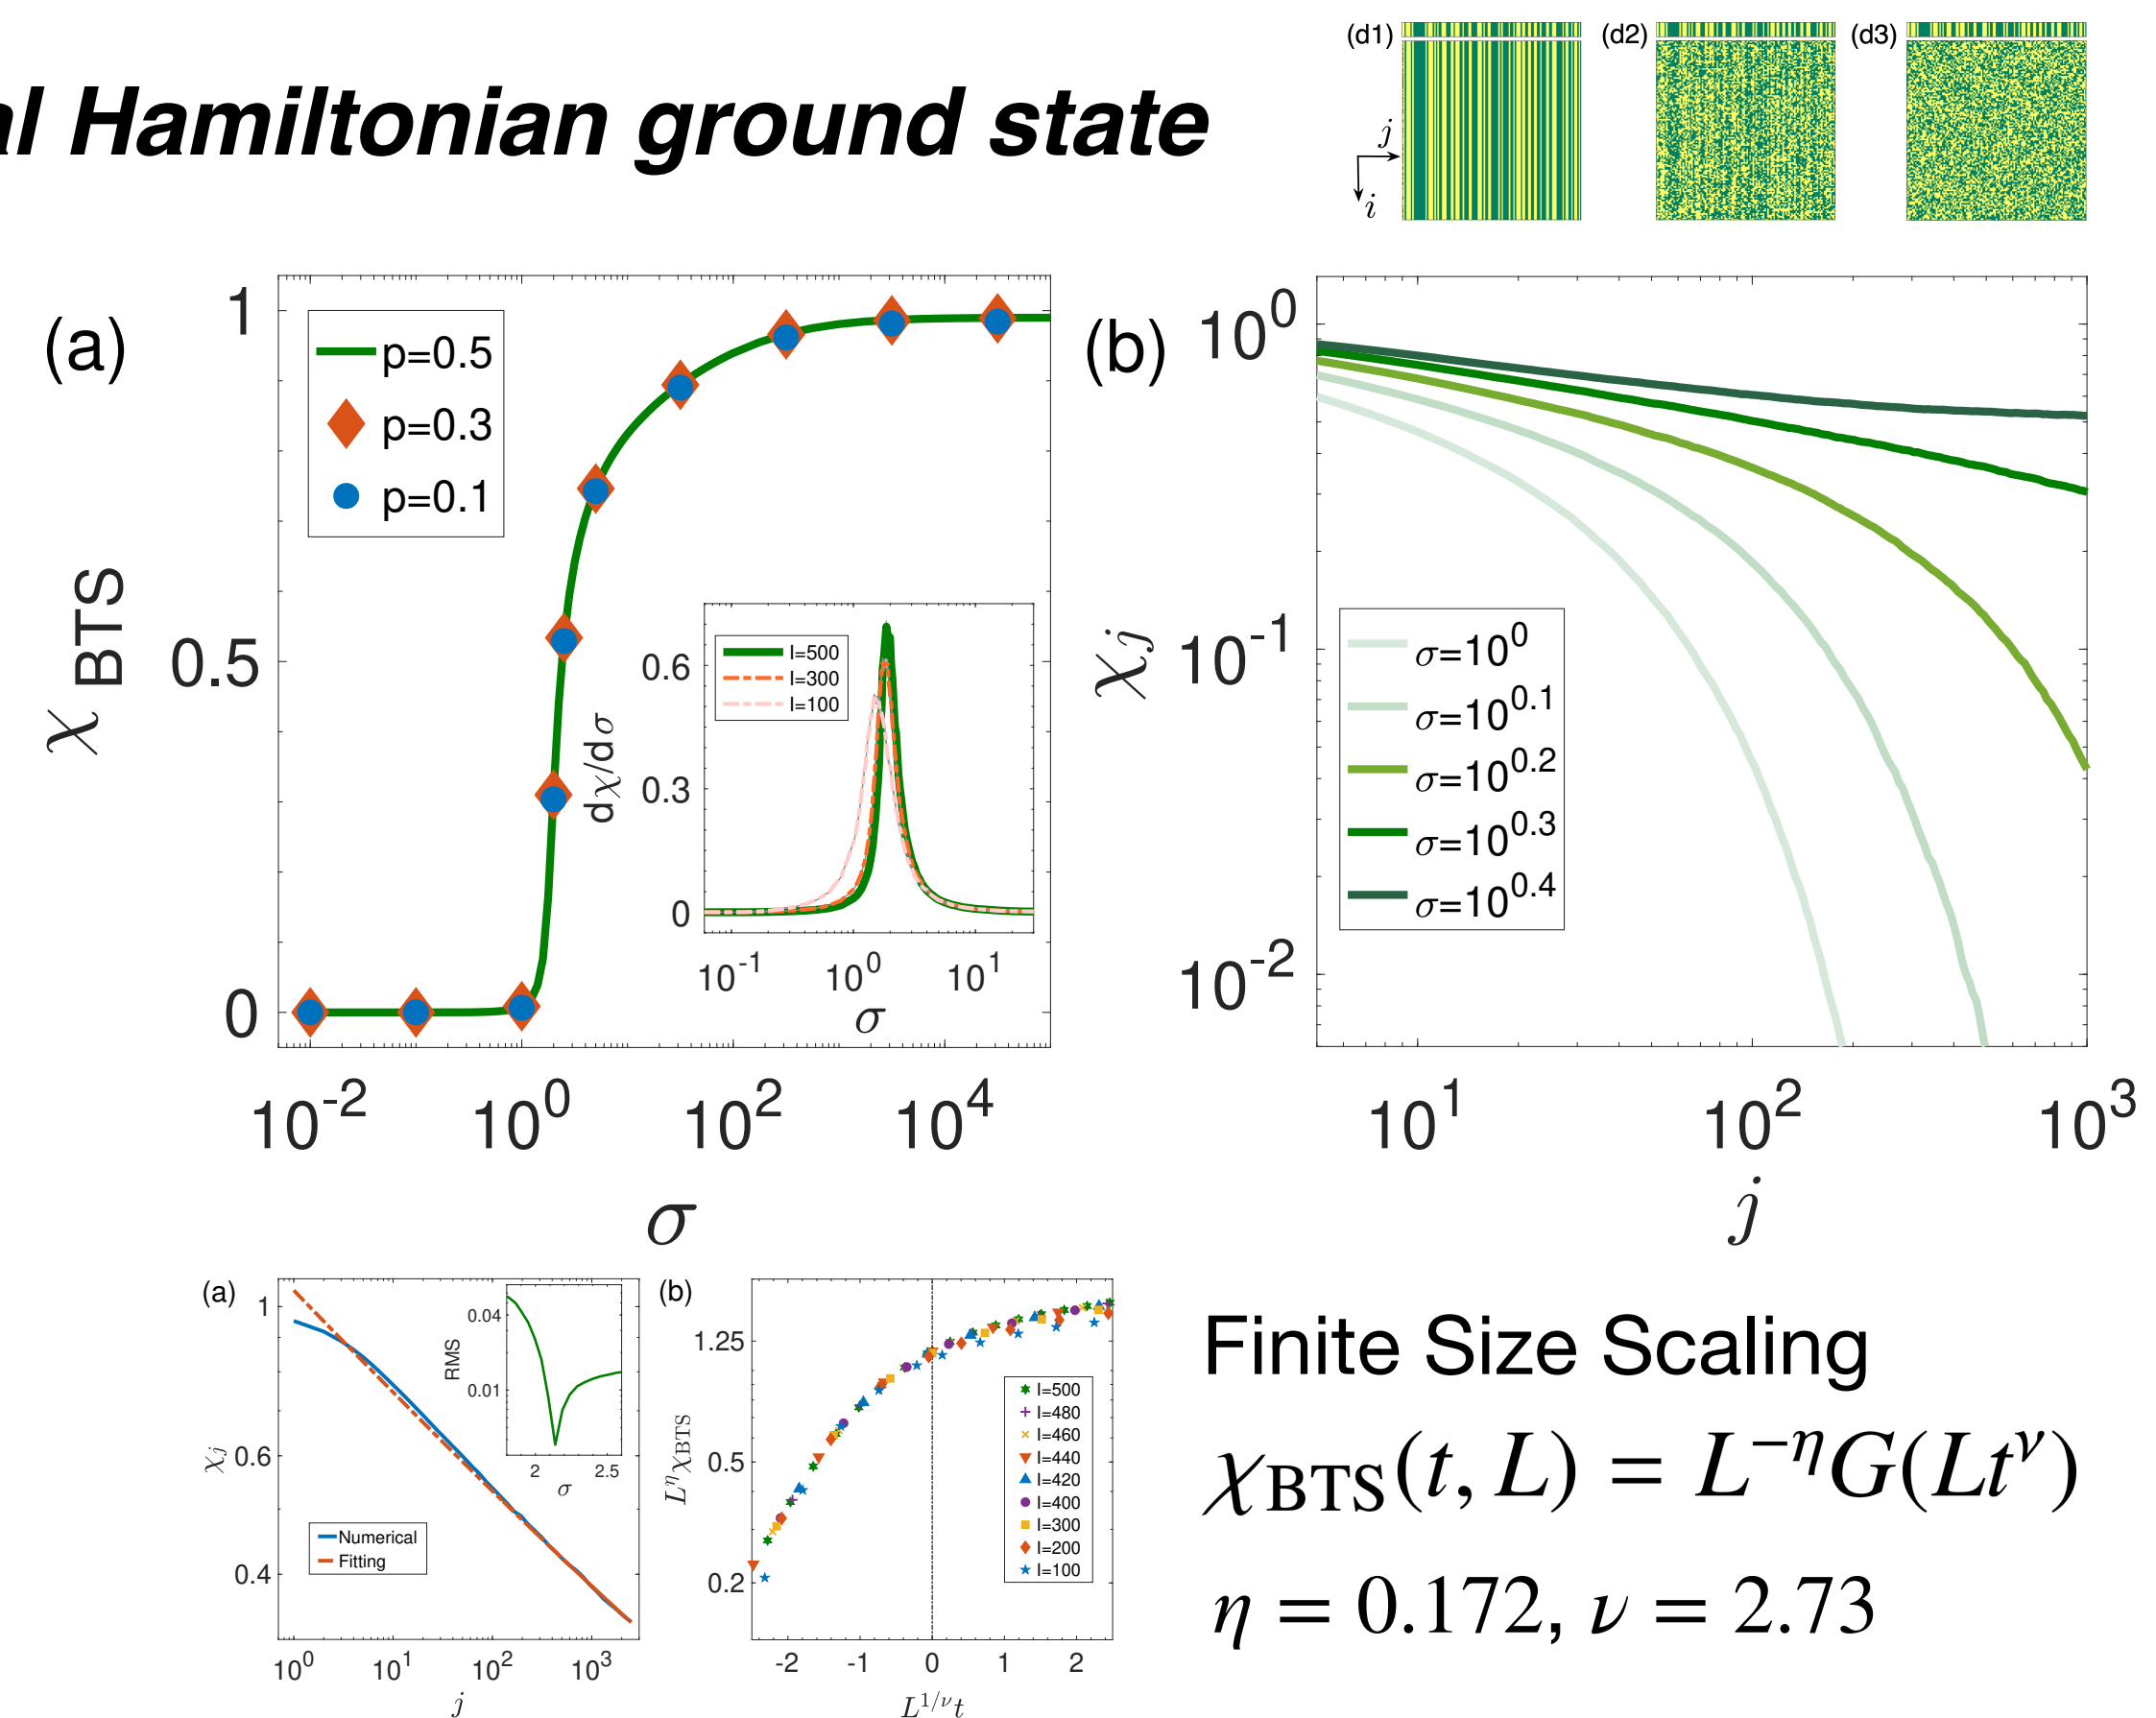 al Hamiltonian ground state
(d1)
(d2)
(d3)
j
i
(a)
1
0.5
0
χ BTS
p=0.5
p=0.3
p=0.1
10^-2
10^0
10^2
10^4
σ
l=500
l=300
l=100
dχ/dσ
0.6
0.3
0
10^-1
10^0
10^1
σ
(b)
10^0
10^-1
10^-2
χ_j
σ=10^0
σ=10^0.1
σ=10^0.2
σ=10^0.3
σ=10^0.4
10^1
10^2
10^3
j
(a)
1
0.6
0.4
χ_j
RMS
0.04
0.01
2
2.5
σ
Numerical
Fitting
10^0
10^1
10^2
10^3
j
(b)
1.25
0.5
0.2
L^η χ_BTS
l=500
l=480
l=460
l=440
l=420
l=400
l=300
l=200
l=100
-2
-1
0
1
2
L^1/ν t
Finite Size Scaling
χ_BTS(t, L) = L^−η G(Lt^ν)
η = 0.172, ν = 2.73